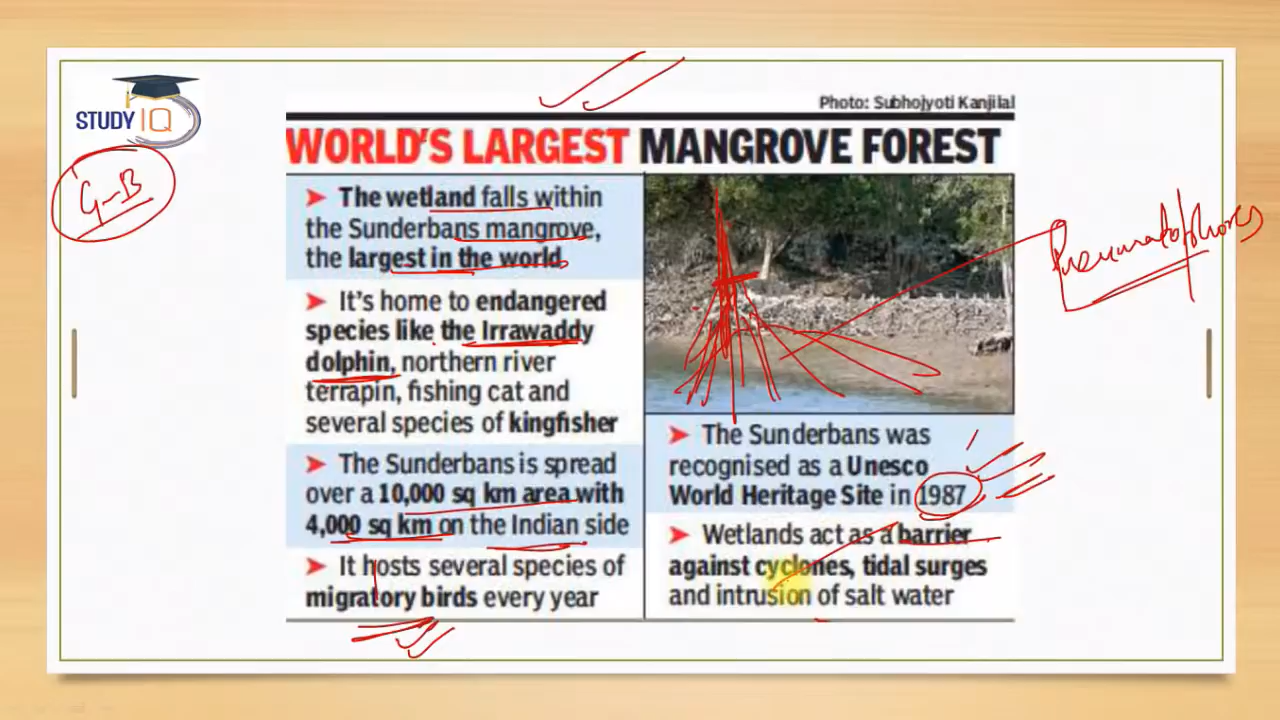 STUDY IQ
G-B
Photo: Subhojyoti Kanjilal
WORLD'S LARGEST MANGROVE FOREST
➤ The wetland falls within
the Sunderbans mangrove,
the largest in the world
➤ It's home to endangered
species like the Irrawaddy
dolphin, northern river
terrapin, fishing cat and
several species of kingfisher
➤ The Sunderbans is spread
over a 10,000 sq km area with
4,000 sq km on the Indian side
➤ It hosts several species of
migratory birds every year
Pneumatophores
➤ The Sunderbans was
recognised as a Unesco
World Heritage Site in 1987
➤ Wetlands act as a barrier
against cyclones, tidal surges
and intrusion of salt water